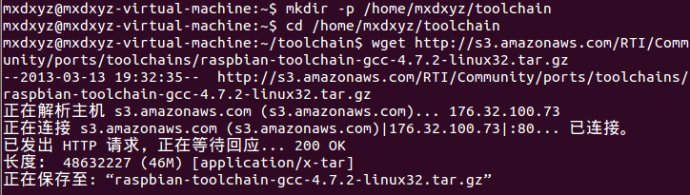 mxdxyz@mxdxyz-virtual-machine:~$ mkdir -p /home/mxdxyz/toolchain
mxdxyz@mxdxyz-virtual-machine:~$ cd /home/mxdxyz/toolchain
mxdxyz@mxdxyz-virtual-machine:~/toolchain$ wget http://s3.amazonaws.com/RTI/Comm
unity/ports/toolchains/raspbian-toolchain-gcc-4.7.2-linux32.tar.gz
--2013-03-13 19:32:35--  http://s3.amazonaws.com/RTI/Community/ports/toolchains/
raspbian-toolchain-gcc-4.7.2-linux32.tar.gz
正在解析主机 s3.amazonaws.com (s3.amazonaws.com)... 176.32.100.73
正在连接 s3.amazonaws.com (s3.amazonaws.com)|176.32.100.73|:80... 已连接。
已发出 HTTP 请求，正在等待回应... 200 OK
长度： 48632227 (46M) [application/x-tar]
正在保存至: “raspbian-toolchain-gcc-4.7.2-linux32.tar.gz”